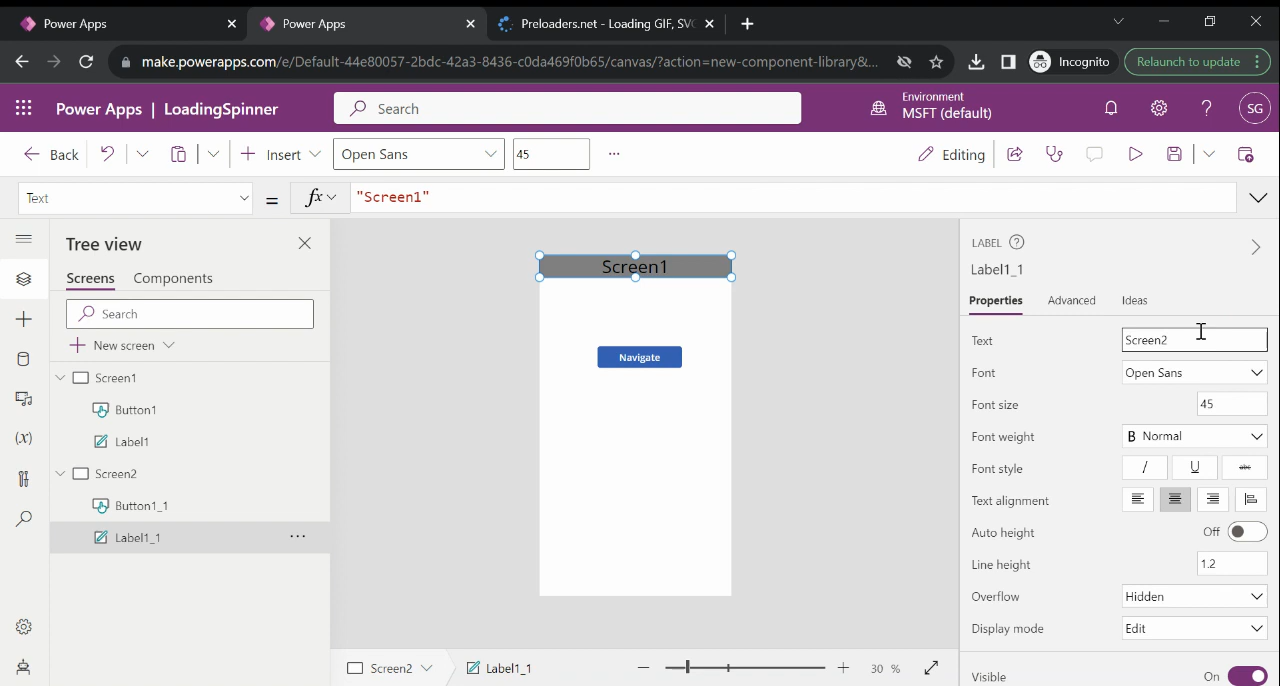 Power Apps
Power Apps
Preloaders.net - Loading GIF, SV
make.powerapps.com/e/Default-44e80057-2bdc-42a3-8436-c0da469f0b65/canvas/?action=new-component-library&...
Incognito
Relaunch to update
Power Apps | LoadingSpinner
Search
Environment
MSFT (default)
SG
Back
Insert
Open Sans
45
Editing
Text
=
fx
"Screen1"
Tree view
Screens
Components
Search
New screen
Screen1
Button1
Label1
Screen2
Button1_1
Label1_1
Screen1
Navigate
Screen2
Label1_1
30 %
LABEL
Label1_1
Properties
Advanced
Ideas
Text
Screen2
Font
Open Sans
Font size
45
Font weight
B Normal
Font style
/
U
abc
Text alignment
Auto height
Off
Line height
1.2
Overflow
Hidden
Display mode
Edit
Visible
On